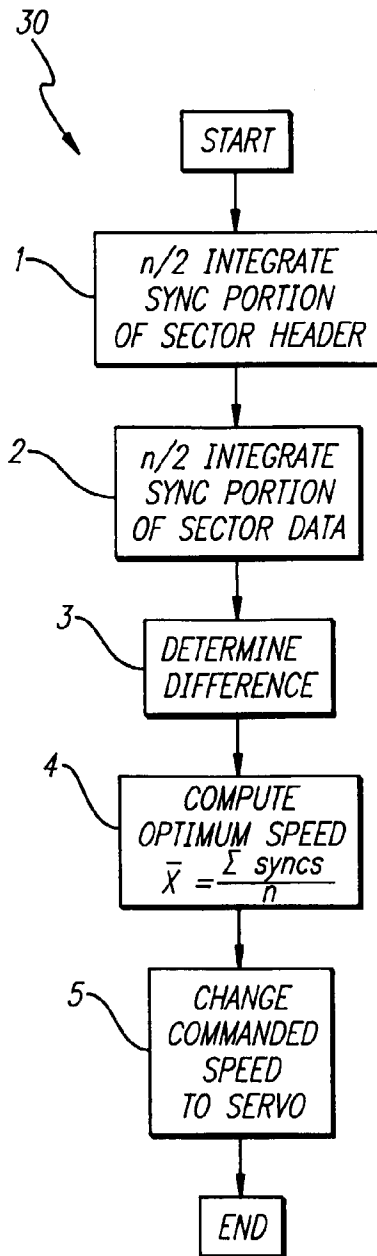 30
START
1
n/2 INTEGRATE
SYNC PORTION
OF SECTOR HEADER
2
n/2 INTEGRATE
SYNC PORTION
OF SECTOR DATA
3
DETERMINE
DIFFERENCE
4
COMPUTE
OPTIMUM SPEED
X̄ = Σ syncs / n
5
CHANGE
COMMANDED
SPEED
TO SERVO
END